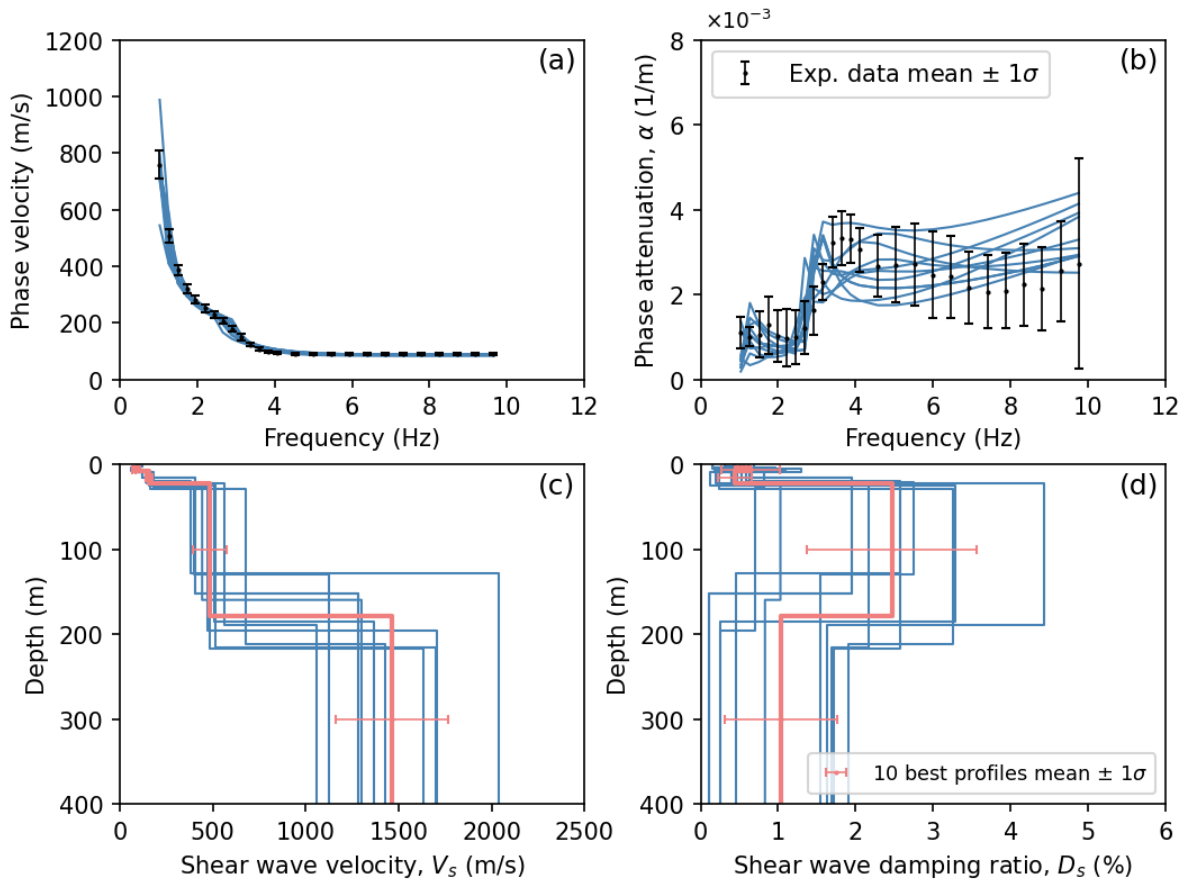 ×10⁻³
1200
1000
800
600
400
200
0
Phase velocity (m/s)
(a)
0 2 4 6 8 10 12
Frequency (Hz)
8
6
4
2
0
Phase attenuation, α (1/m)
(b)
Exp. data mean ± 1σ
0 2 4 6 8 10 12
Frequency (Hz)
0
100
200
300
400
Depth (m)
(c)
0 500 1000 1500 2000 2500
Shear wave velocity, Vₛ (m/s)
0
100
200
300
400
Depth (m)
(d)
10 best profiles mean ± 1σ
0 1 2 3 4 5 6
Shear wave damping ratio, Dₛ (%)